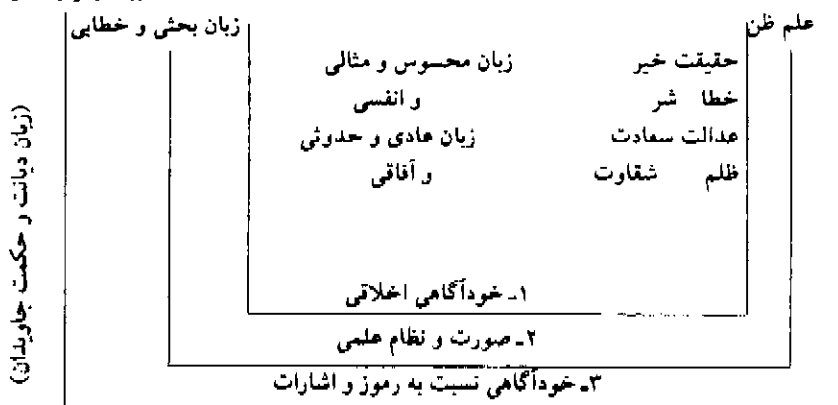 علم ظن زبان بحثی و خطابی
حقیقت خیر زبان محسوس و مثالی
خطا شر و انفسی
عدالت سعادت زبان عادی و حدوثی
ظلم شقاوت و آفاقی
۱ـ خودآگاهی اخلاقی
۲ـ صورت و نظام علمی
۳ـ خودآگاهی نسبت به رموز و اشارات
(زبان دیانت و حکمت جاویدان)